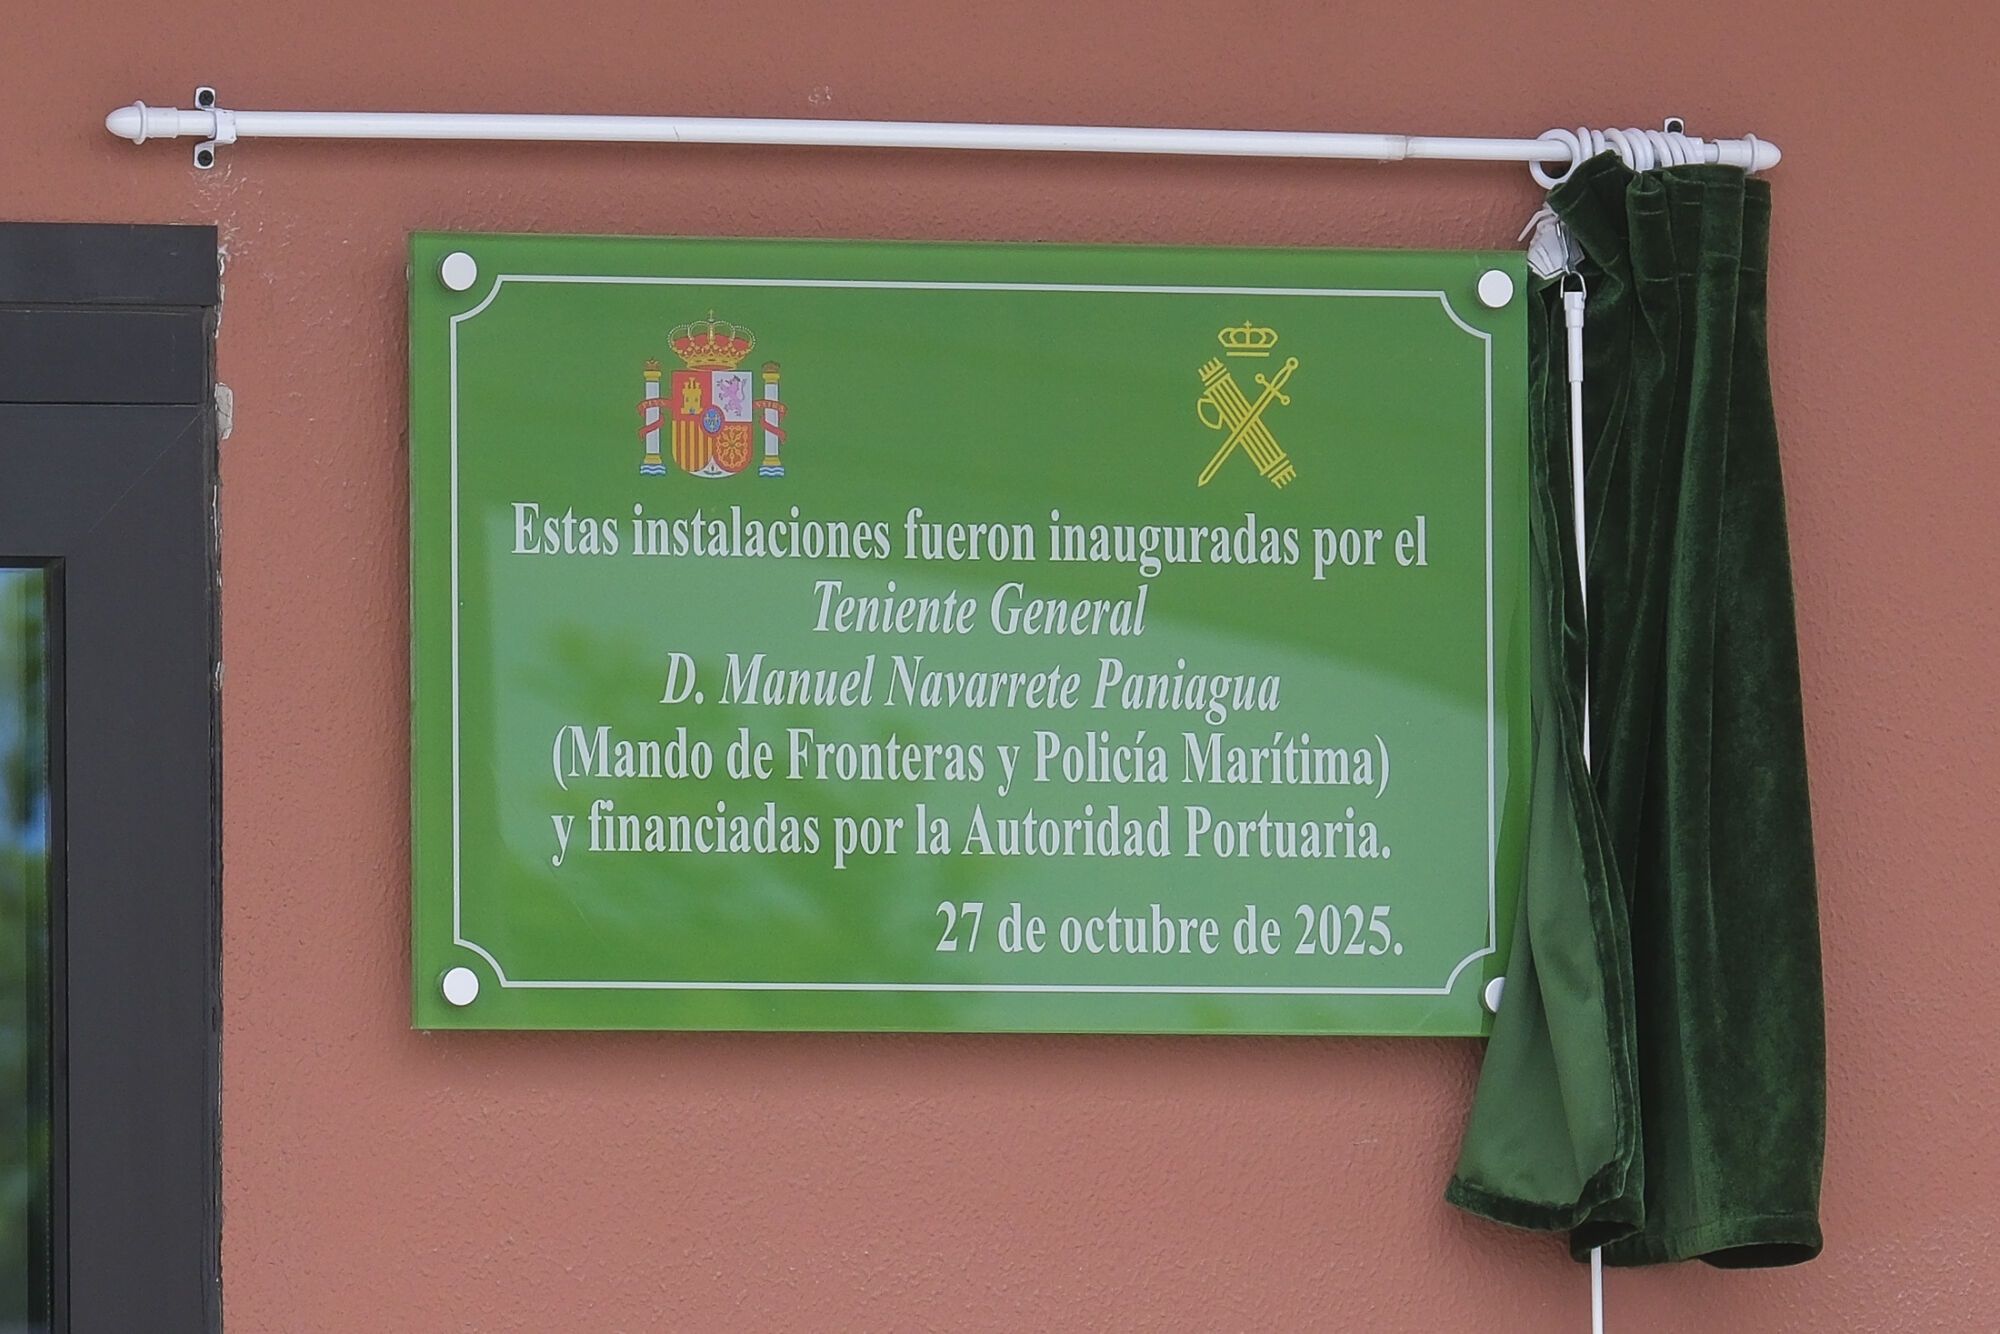 Estas instalaciones fueron inauguradas por el
Teniente General
D. Manuel Navarrete Paniagua
(Mando de Fronteras y Policía Marítima)
y financiadas por la Autoridad Portuaria.
27 de octubre de 2025.